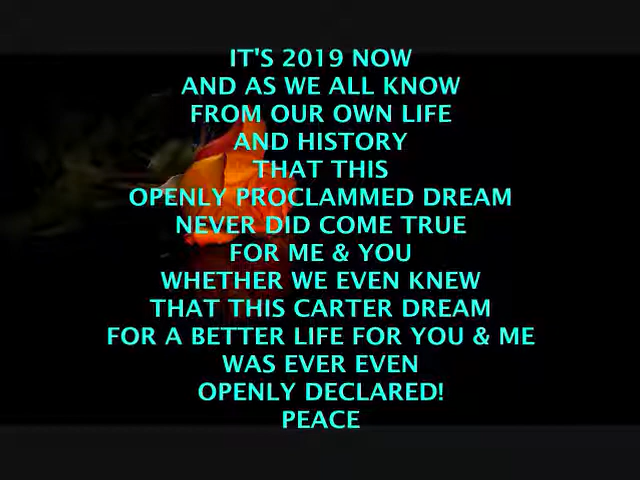 IT'S 2019 NOW
AND AS WE ALL KNOW
FROM OUR OWN LIFE
AND HISTORY
THAT THIS
OPENLY PROCLAMMED DREAM
NEVER DID COME TRUE
FOR ME & YOU
WHETHER WE EVEN KNEW
THAT THIS CARTER DREAM
FOR A BETTER LIFE FOR YOU & ME
WAS EVER EVEN
OPENLY DECLARED!
PEACE